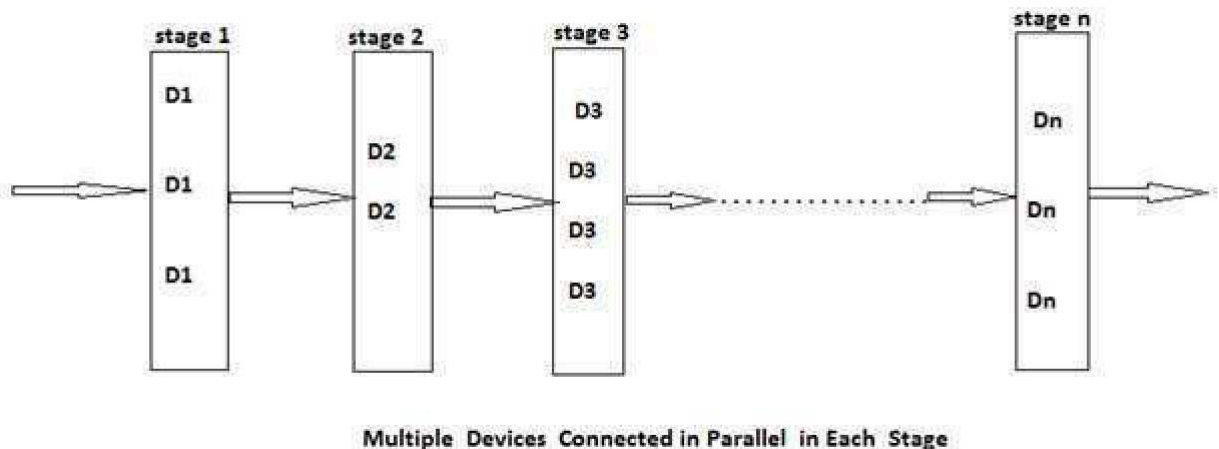 stage 1
stage 2
stage 3
stage n
D1
D1
D1
D2
D2
D3
D3
D3
D3
Dn
Dn
Dn
Multiple Devices Connected in Parallel in Each Stage